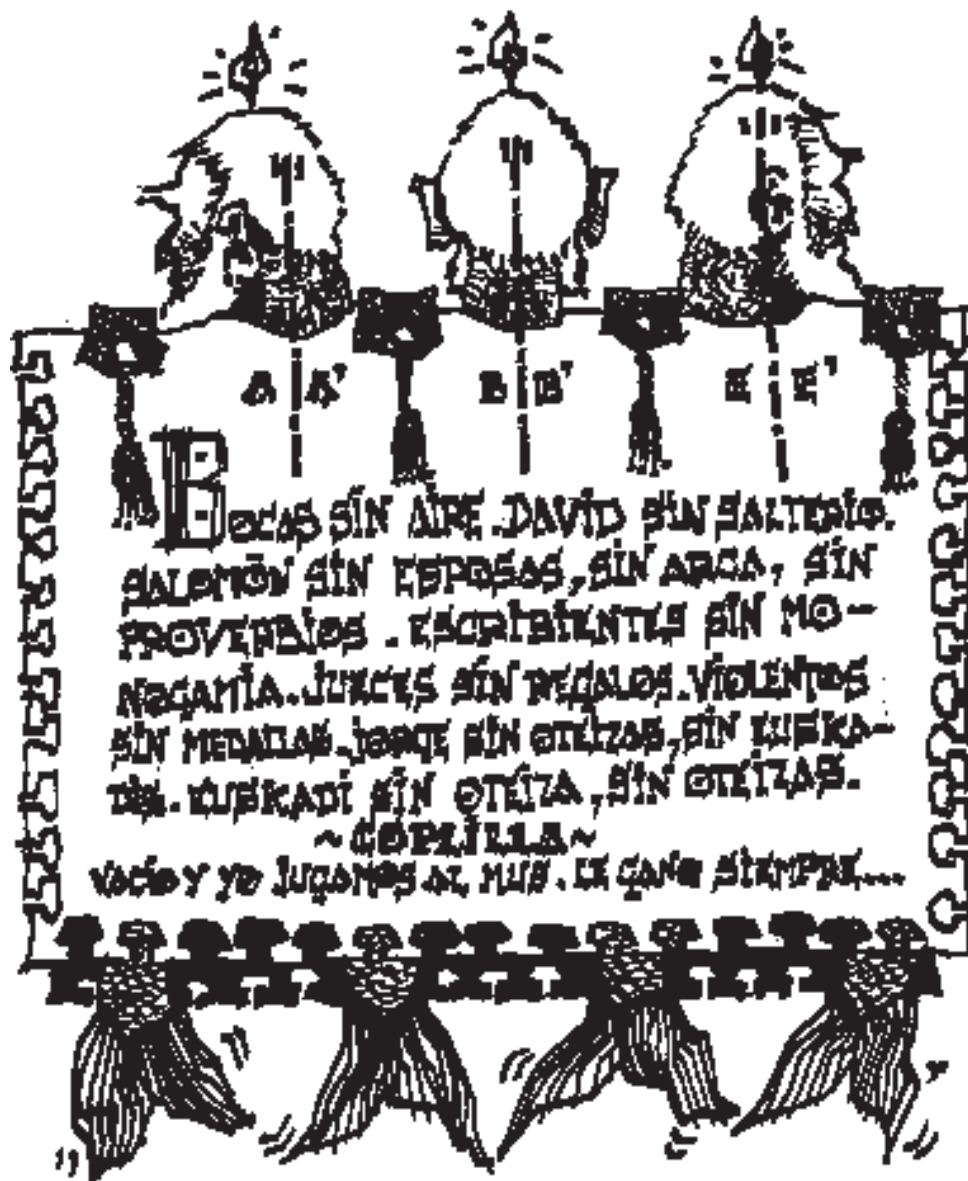 A A' B B' A A'
BOCAS SIN AIRE. DAVID SIN SALTERIO.
SALOMÓN SIN ESPOSAS, SIN ARCA, SIN
PROVERBIOS. ESCRIBIENTES SIN MO-
NOGAMIA. JUECES SIN REGALOS. VIOLENTOS
SIN MEDALLAS. JORGE SIN OTEIZAS, SIN EUSKA-
DIS. EUSKADI SIN OTEIZA, SIN OTEIZAS.
~COPLILLA~
VACÍO Y YO JUGAMOS AL MUS. LE GANO SIEMPRE....